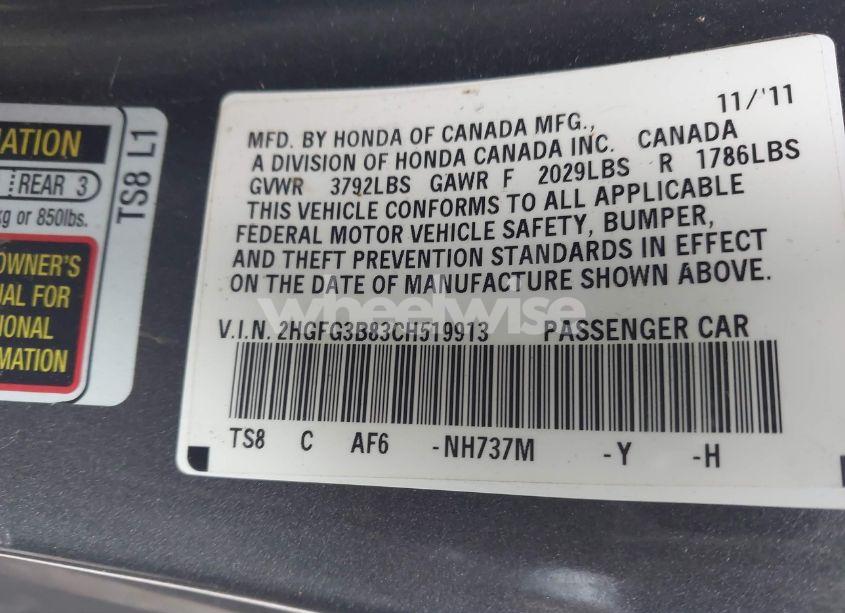 MATION
REAR 3
kg or 850lbs.
OWNER'S
UAL FOR
IONAL
MATION
TS8 L1
11/'11
MFD. BY HONDA OF CANADA MFG.,
A DIVISION OF HONDA CANADA INC. CANADA
GVWR 3792LBS GAWR F 2029LBS R 1786LBS
THIS VEHICLE CONFORMS TO ALL APPLICABLE
FEDERAL MOTOR VEHICLE SAFETY, BUMPER,
AND THEFT PREVENTION STANDARDS IN EFFECT
ON THE DATE OF MANUFACTURE SHOWN ABOVE.
wheelwise
V.I.N. 2HGFG3B83CH519913 PASSENGER CAR
TS8 C AF6 -NH737M -Y -H